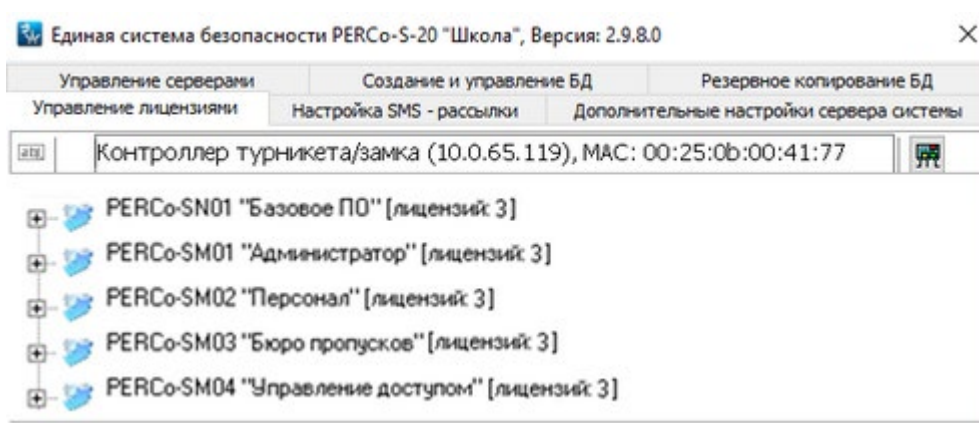 Единая система безопасности PERCo-S-20 "Школа", Версия: 2.9.8.0
Управление серверами Создание и управление БД Резервное копирование БД
Управление лицензиями Настройка SMS - рассылки Дополнительные настройки сервера системы
ab| Контроллер турникета/замка (10.0.65.119), MAC: 00:25:0b:00:41:77
PERCo-SN01 "Базовое ПО" [лицензий: 3]
PERCo-SM01 "Администратор" [лицензий: 3]
PERCo-SM02 "Персонал" [лицензий: 3]
PERCo-SM03 "Бюро пропусков" [лицензий: 3]
PERCo-SM04 "Управление доступом" [лицензий: 3]